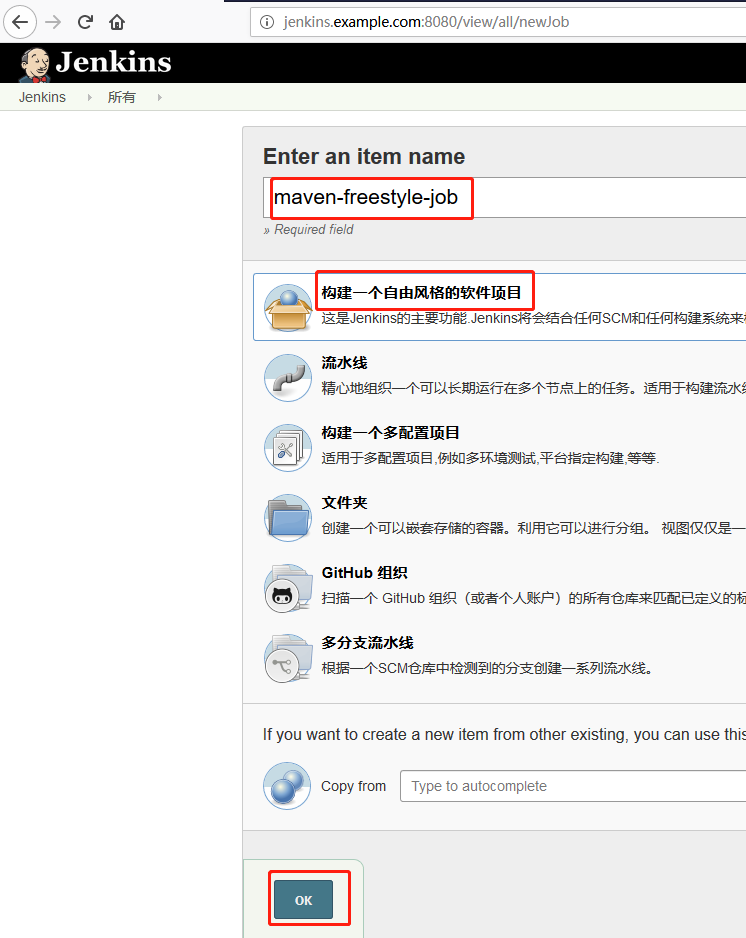 jenkins.example.com:8080/view/all/newJob
Jenkins
Jenkins 所有
Enter an item name
maven-freestyle-job
» Required field
构建一个自由风格的软件项目
这是Jenkins的主要功能.Jenkins将会结合任何SCM和任何构建系统来
流水线
精心地组织一个可以长期运行在多个节点上的任务。适用于构建流水
构建一个多配置项目
适用于多配置项目,例如多环境测试,平台指定构建,等等.
文件夹
创建一个可以嵌套存储的容器。利用它可以进行分组。 视图仅仅是一
GitHub 组织
扫描一个 GitHub 组织（或者个人账户）的所有仓库来匹配已定义的
多分支流水线
根据一个SCM仓库中检测到的分支创建一系列流水线。
If you want to create a new item from other existing, you can use this
Copy from Type to autocomplete
OK